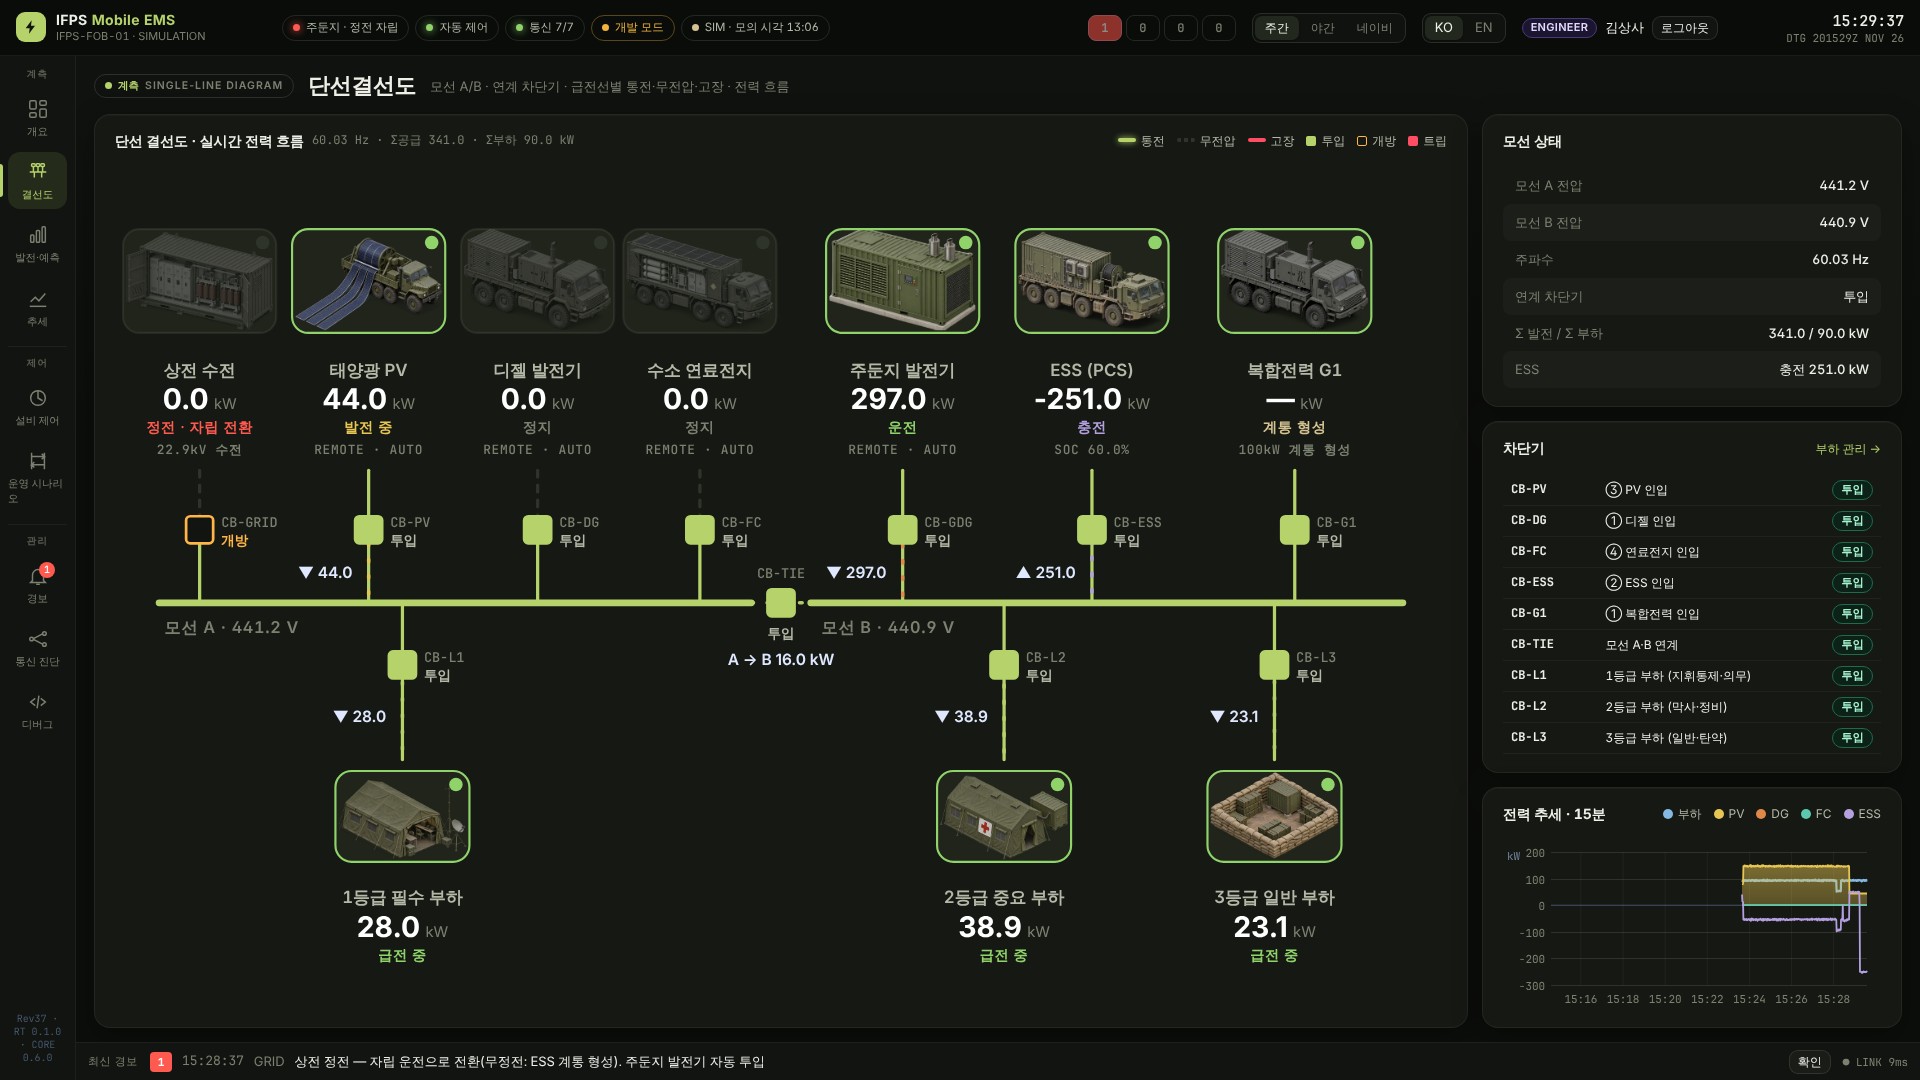 IFPS Mobile EMS
IFPS-FOB-01 · SIMULATION
주둔지 · 정전 자립
자동 제어
통신 7/7
개발 모드
SIM · 모의 시각 13:06
1 0 0 0
주간 야간 네이비
KO EN
ENGINEER 김상사 로그아웃
15:29:37
DTG 201529Z NOV 26
계측
개요
결선도
발전·예측
추세
제어
설비 제어
운영 시나리오
관리
1
경보
통신 진단
디버그
Rev37 ·
RT 0.1.0
· CORE
0.6.0
계측 SINGLE-LINE DIAGRAM
단선결선도
모선 A/B · 연계 차단기 · 급전선별 통전·무전압·고장 · 전력 흐름
단선 결선도 · 실시간 전력 흐름 60.03 Hz · Σ공급 341.0 · Σ부하 90.0 kW
통전 무전압 고장 투입 개방 트립
상전 수전
0.0 kW
정전 · 자립 전환
22.9kV 수전
태양광 PV
44.0 kW
발전 중
REMOTE · AUTO
디젤 발전기
0.0 kW
정지
REMOTE · AUTO
수소 연료전지
0.0 kW
정지
REMOTE · AUTO
주둔지 발전기
297.0 kW
운전
REMOTE · AUTO
ESS (PCS)
-251.0 kW
충전
SOC 60.0%
복합전력 G1
— kW
계통 형성
100kW 계통 형성
CB-GRID
개방
CB-PV
투입
CB-DG
투입
CB-FC
투입
CB-GDG
투입
CB-ESS
투입
CB-G1
투입
▼ 44.0
CB-TIE
▼ 297.0
▲ 251.0
모선 A · 441.2 V
투입
모선 B · 440.9 V
A → B 16.0 kW
CB-L1
투입
CB-L2
투입
CB-L3
투입
▼ 28.0
▼ 38.9
▼ 23.1
1등급 필수 부하
28.0 kW
급전 중
2등급 중요 부하
38.9 kW
급전 중
3등급 일반 부하
23.1 kW
급전 중
모선 상태
모선 A 전압 441.2 V
모선 B 전압 440.9 V
주파수 60.03 Hz
연계 차단기 투입
Σ 발전 / Σ 부하 341.0 / 90.0 kW
ESS 충전 251.0 kW
차단기 부하 관리 →
CB-PV ③ PV 인입 투입
CB-DG ① 디젤 인입 투입
CB-FC ④ 연료전지 인입 투입
CB-ESS ② ESS 인입 투입
CB-G1 ① 복합전력 인입 투입
CB-TIE 모선 A·B 연계 투입
CB-L1 1등급 부하 (지휘통제·의무) 투입
CB-L2 2등급 부하 (막사·정비) 투입
CB-L3 3등급 부하 (일반·탄약) 투입
전력 추세 · 15분
부하 PV DG FC ESS
kW 200
100
0
-100
-200
-300
15:16 15:18 15:20 15:22 15:24 15:26 15:28
최신 경보 1 15:28:37 GRID 상전 정전 — 자립 운전으로 전환(무정전: ESS 계통 형성). 주둔지 발전기 자동 투입
확인 LINK 9ms